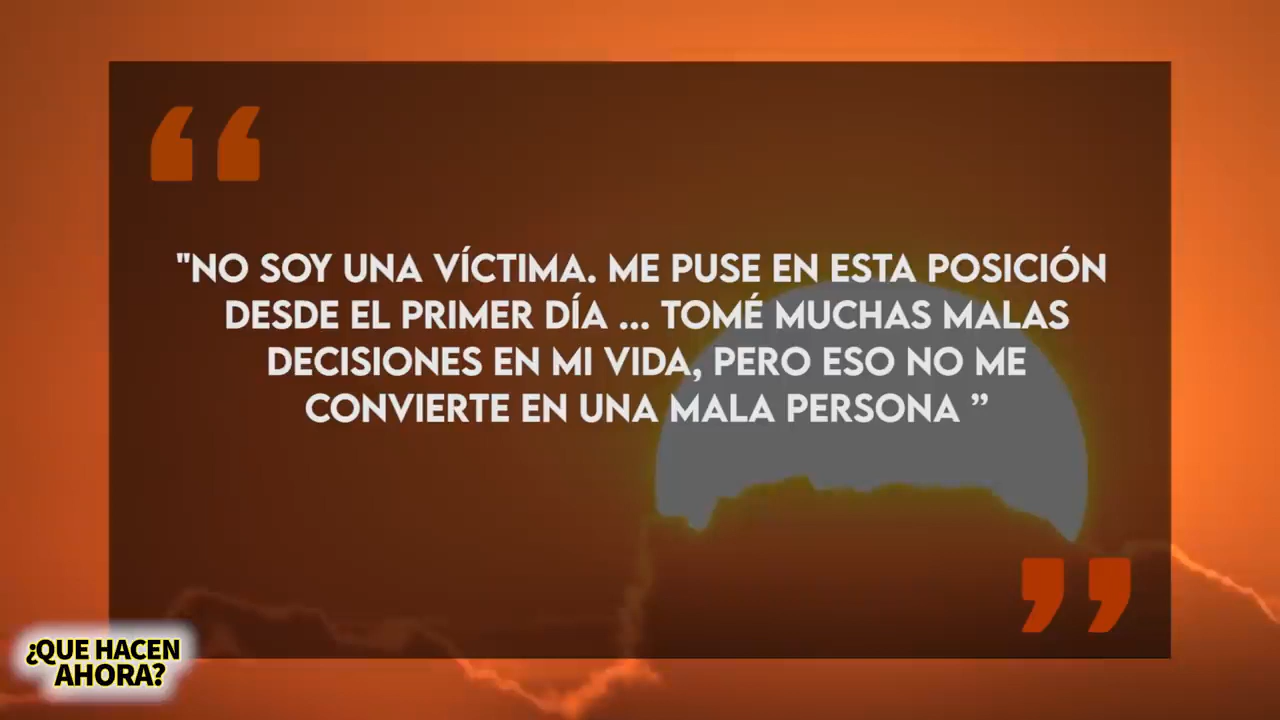 "NO SOY UNA VÍCTIMA. ME PUSE EN ESTA POSICIÓN
DESDE EL PRIMER DÍA ... TOMÉ MUCHAS MALAS
DECISIONES EN MI VIDA, PERO ESO NO ME
CONVIERTE EN UNA MALA PERSONA ”
¿QUE HACEN
AHORA?